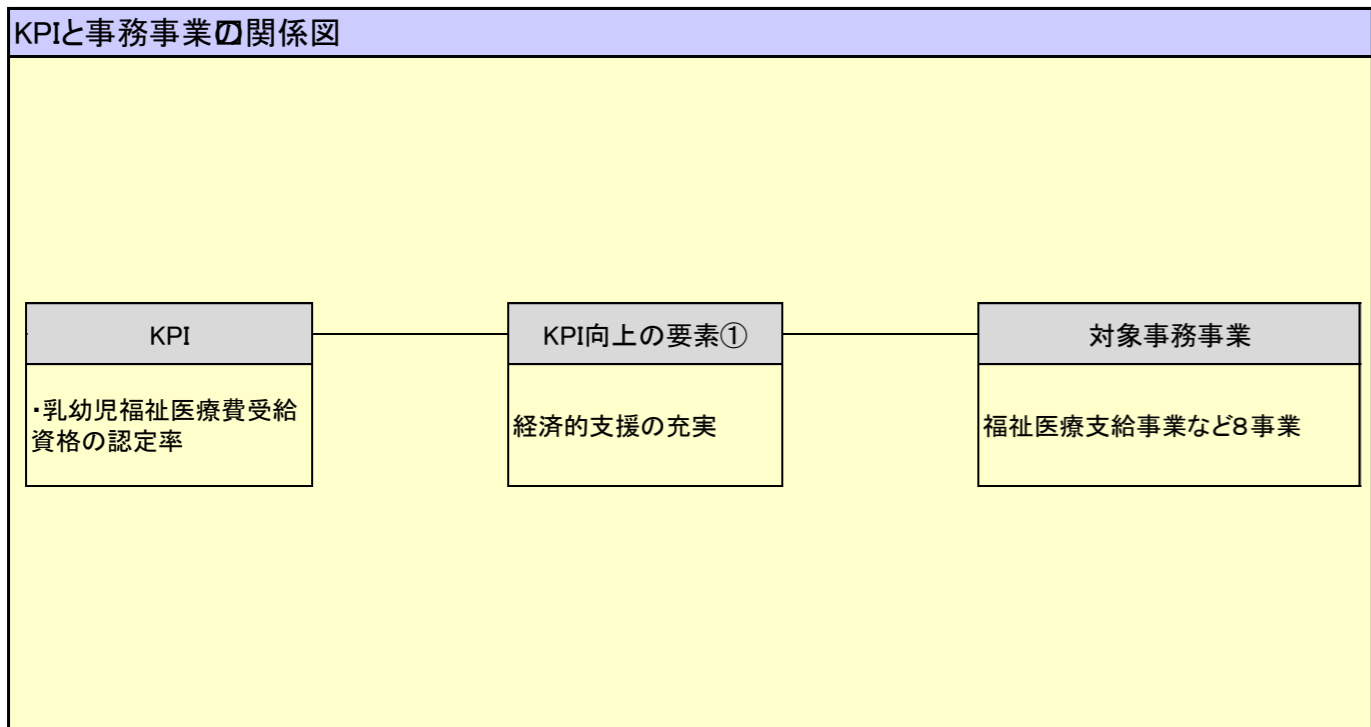 KPIと事務事業の関係図
KPI
KPI向上の要素①
対象事務事業
・乳幼児福祉医療費受給
資格の認定率
経済的支援の充実
福祉医療支給事業など8事業